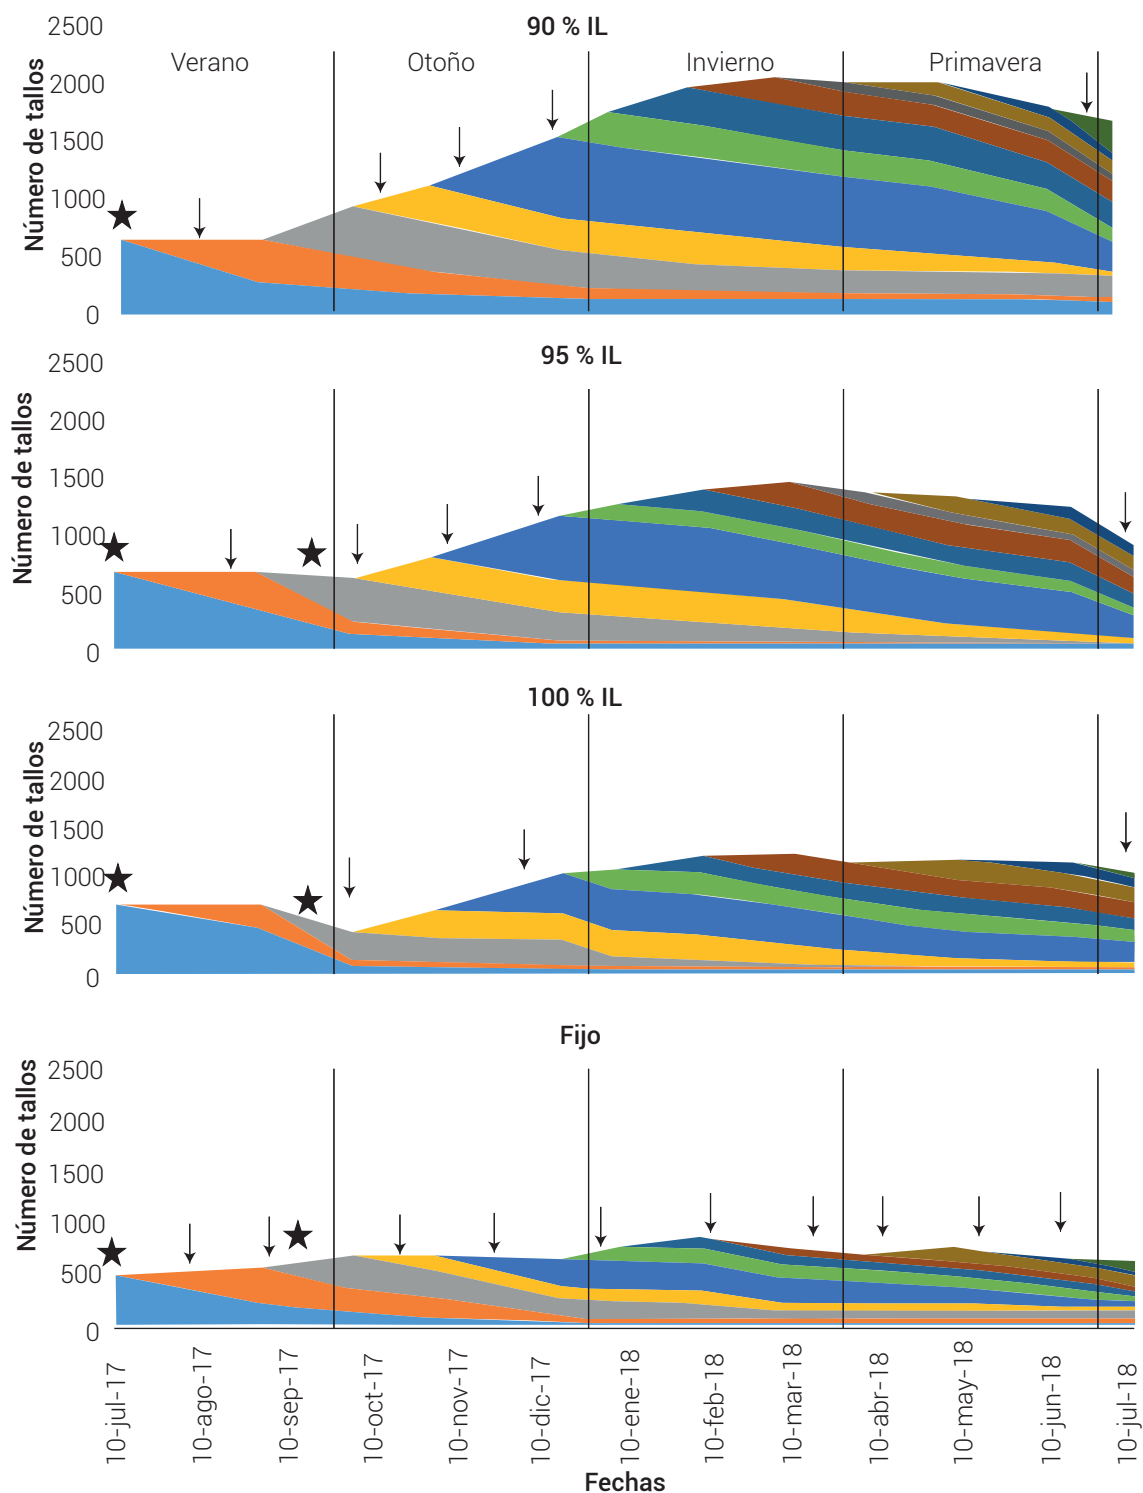 90 % IL
Verano
Otoño
Invierno
Primavera
Número de tallos
2500
2000
1500
1000
500
0
95 % IL
Número de tallos
2500
2000
1500
1000
500
0
100 % IL
Número de tallos
2500
2000
1500
1000
500
0
Fijo
Número de tallos
2500
2000
1500
1000
500
0
10-jul-17
10-ago-17
10-sep-17
10-oct-17
10-nov-17
10-dic-17
10-ene-18
10-feb-18
10-mar-18
10-abr-18
10-may-18
10-jun-18
10-jul-18
Fechas